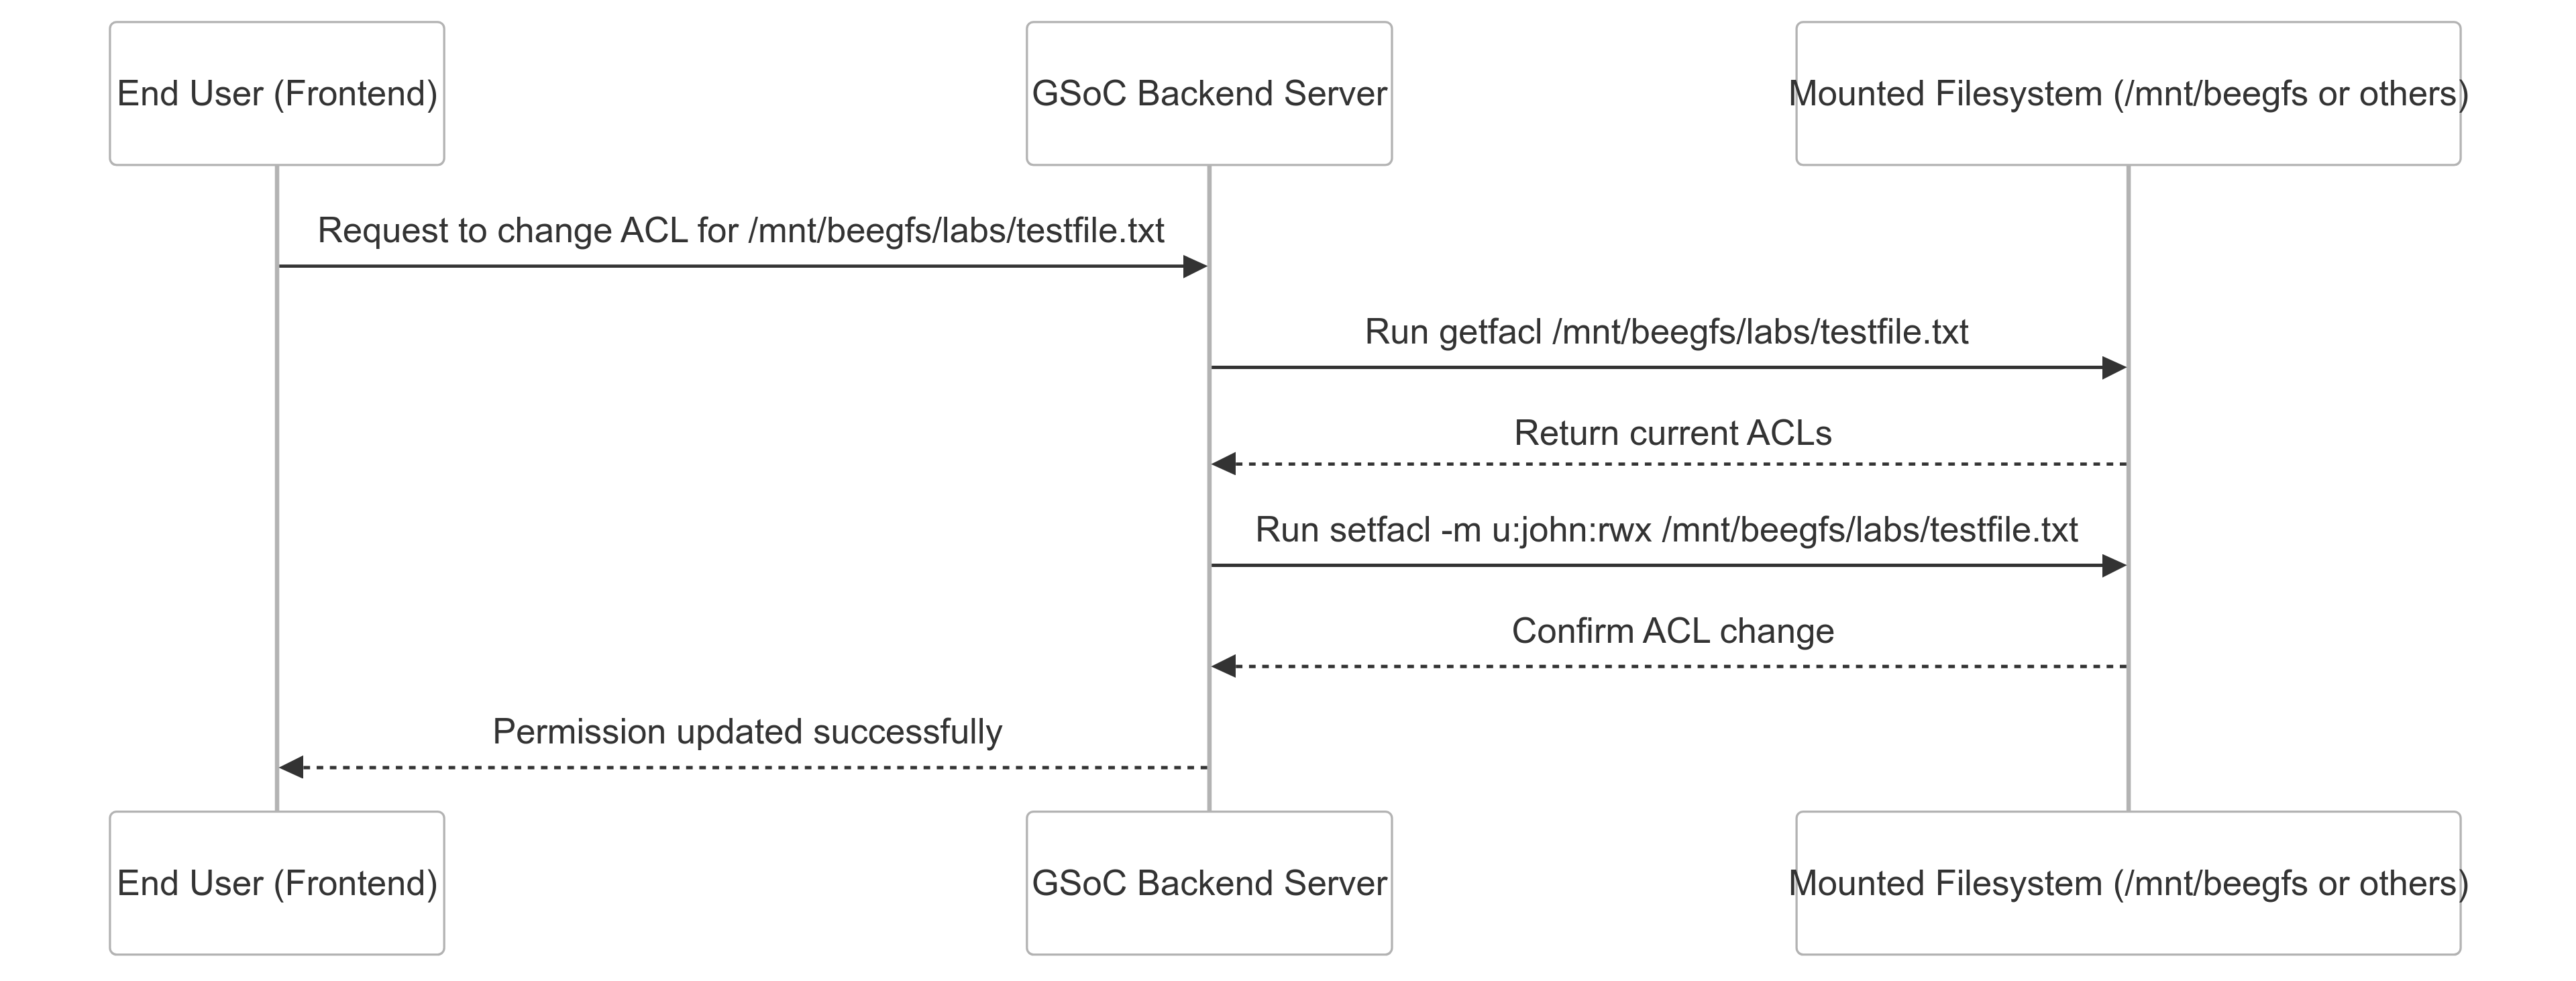 End User (Frontend)
GSoC Backend Server
Mounted Filesystem (/mnt/beegfs or others)
Request to change ACL for /mnt/beegfs/labs/testfile.txt
Run getfacl /mnt/beegfs/labs/testfile.txt
Return current ACLs
Run setfacl -m u:john:rwx /mnt/beegfs/labs/testfile.txt
Confirm ACL change
Permission updated successfully
End User (Frontend)
GSoC Backend Server
Mounted Filesystem (/mnt/beegfs or others)